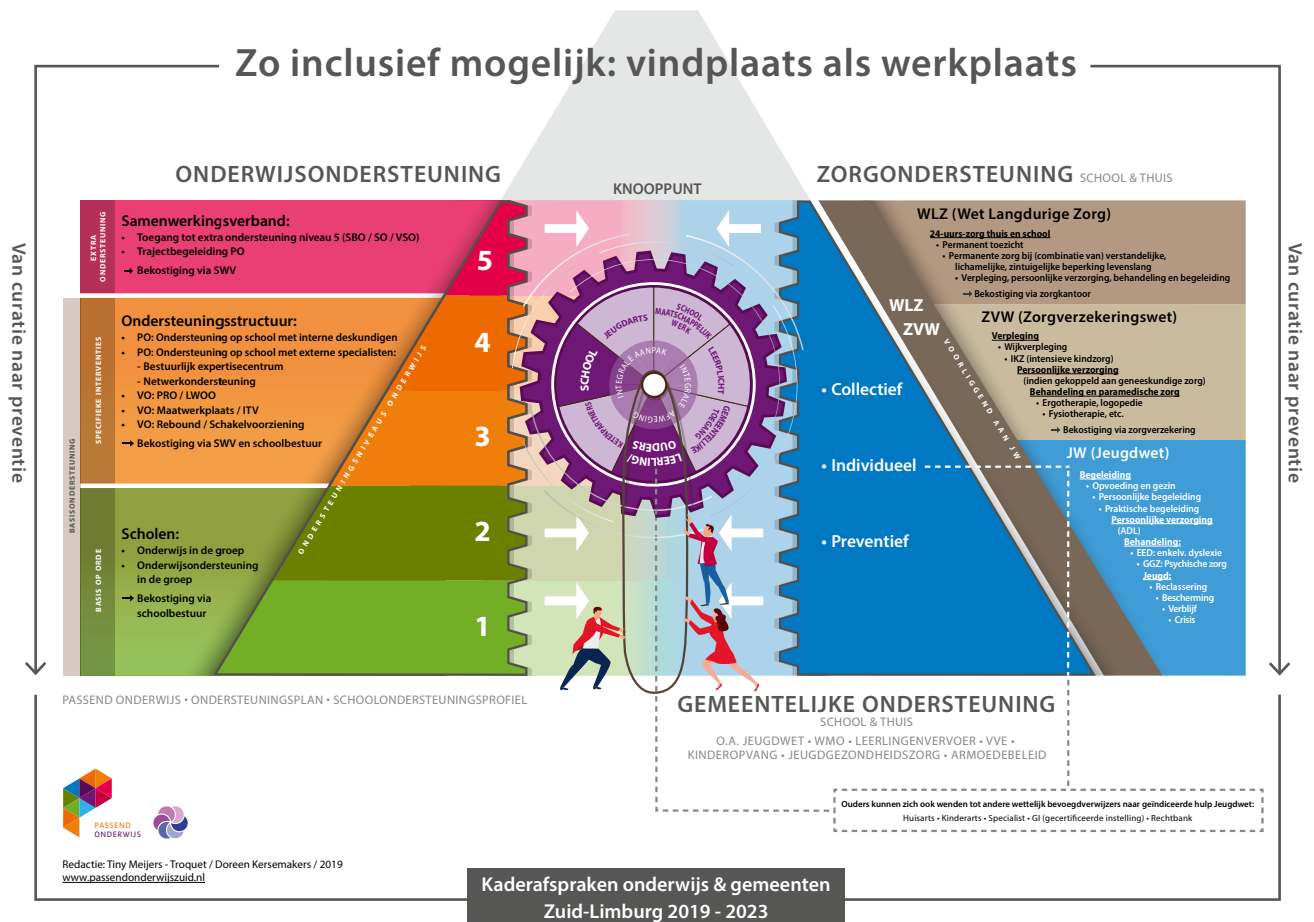 Zo inclusief mogelijk: vindplaats als werkplaats
Van curatie naar preventie
ONDERWIJSONDERSTEUNING
EXTRA
ONDERSTEUNING
Samenwerkingsverband:
• Toegang tot extra ondersteuning niveau 5 (SBO / SO / VSO)
• Trajectbegeleiding PO
→ Bekostiging via SWV
BASISONDERSTEUNING
SPECIFIEKE INTERVENTIES
Ondersteuningsstructuur:
• PO: Ondersteuning op school met interne deskundigen
• PO: Ondersteuning op school met externe specialisten:
- Bestuurlijk expertisecentrum
- Netwerkondersteuning
• VO: PRO / LWOO
• VO: Maatwerkplaats / ITV
• VO: Rebound / Schakelvoorziening
→ Bekostiging via SWV en schoolbestuur
BASIS OP ORDE
Scholen:
• Onderwijs in de groep
• Onderwijsondersteuning
in de groep
→ Bekostiging via
schoolbestuur
ONDERSTEUNINGSNIVEAUS ONDERWIJS
5
4
3
2
1
PASSEND ONDERWIJS • ONDERSTEUNINGSPLAN • SCHOOLONDERSTEUNINGSPROFIEL
KNOOPPUNT
JEUGDARTS
SCHOOL
MAATSCHAPPELIJK
WERK
LEERPLICHT
GEMEENTELIJKE
TOEGANG
LEERLING/
OUDERS
KETENPARTNERS
SCHOOL
INTEGRALE AANPAK
INTEGRALE AFWEGING
ZORGONDERSTEUNING SCHOOL & THUIS
• Collectief
• Individueel
• Preventief
WLZ
ZVW
VOORLIGGEND AAN JW
WLZ (Wet Langdurige Zorg)
24-uurs-zorg thuis en school
• Permanent toezicht
• Permanente zorg bij (combinatie van) verstandelijke,
lichamelijke, zintuigelijke beperking levenslang
• Verpleging, persoonlijke verzorging, behandeling en begeleiding
→ Bekostiging via zorgkantoor
ZVW (Zorgverzekeringswet)
Verpleging
• Wijkverpleging
• IKZ (intensieve kindzorg)
Persoonlijke verzorging
(indien gekoppeld aan geneeskundige zorg)
Behandeling en paramedische zorg
• Ergotherapie, logopedie
• Fysiotherapie, etc.
→ Bekostiging via zorgverzekering
JW (Jeugdwet)
Begeleiding
• Opvoeding en gezin
• Persoonlijke begeleiding
• Praktische begeleiding
Persoonlijke verzorging
(ADL)
Behandeling:
• EED: enkelv. dyslexie
• GGZ: Psychische zorg
Jeugd:
• Reclassering
• Bescherming
• Verblijf
• Crisis
Van curatie naar preventie
GEMEENTELIJKE ONDERSTEUNING
SCHOOL & THUIS
O.A. JEUGDWET • WMO • LEERLINGENVERVOER • VVE •
KINDEROPVANG • JEUGDGEZONDHEIDSZORG • ARMOEDEBELEID
Ouders kunnen zich ook wenden tot andere wettelijk bevoegdverwijzers naar geïndiceerde hulp Jeugdwet:
Huisarts • Kinderarts • Specialist • GI (gecertificeerde instelling) • Rechtbank
PASSEND
ONDERWIJS
Redactie: Tiny Meijers - Troquet / Doreen Kersemakers / 2019
www.passendonderwijszuid.nl
Kaderafspraken onderwijs & gemeenten
Zuid-Limburg 2019 - 2023